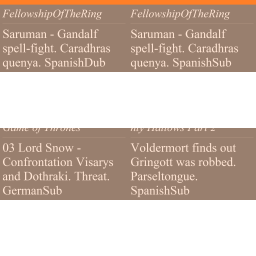 FellowshipOfTheRing
Saruman - Gandalf
spell-fight. Caradhras
quenya. SpanishDub
FellowshipOfTheRing
Saruman - Gandalf
spell-fight. Caradhras
quenya. SpanishSub
Game of Thrones
03 Lord Snow -
Confrontation Visarys
and Dothraki. Threat.
GermanSub
hly Hallows Part 2
Voldermort finds out
Gringott was robbed.
Parseltongue.
SpanishSub